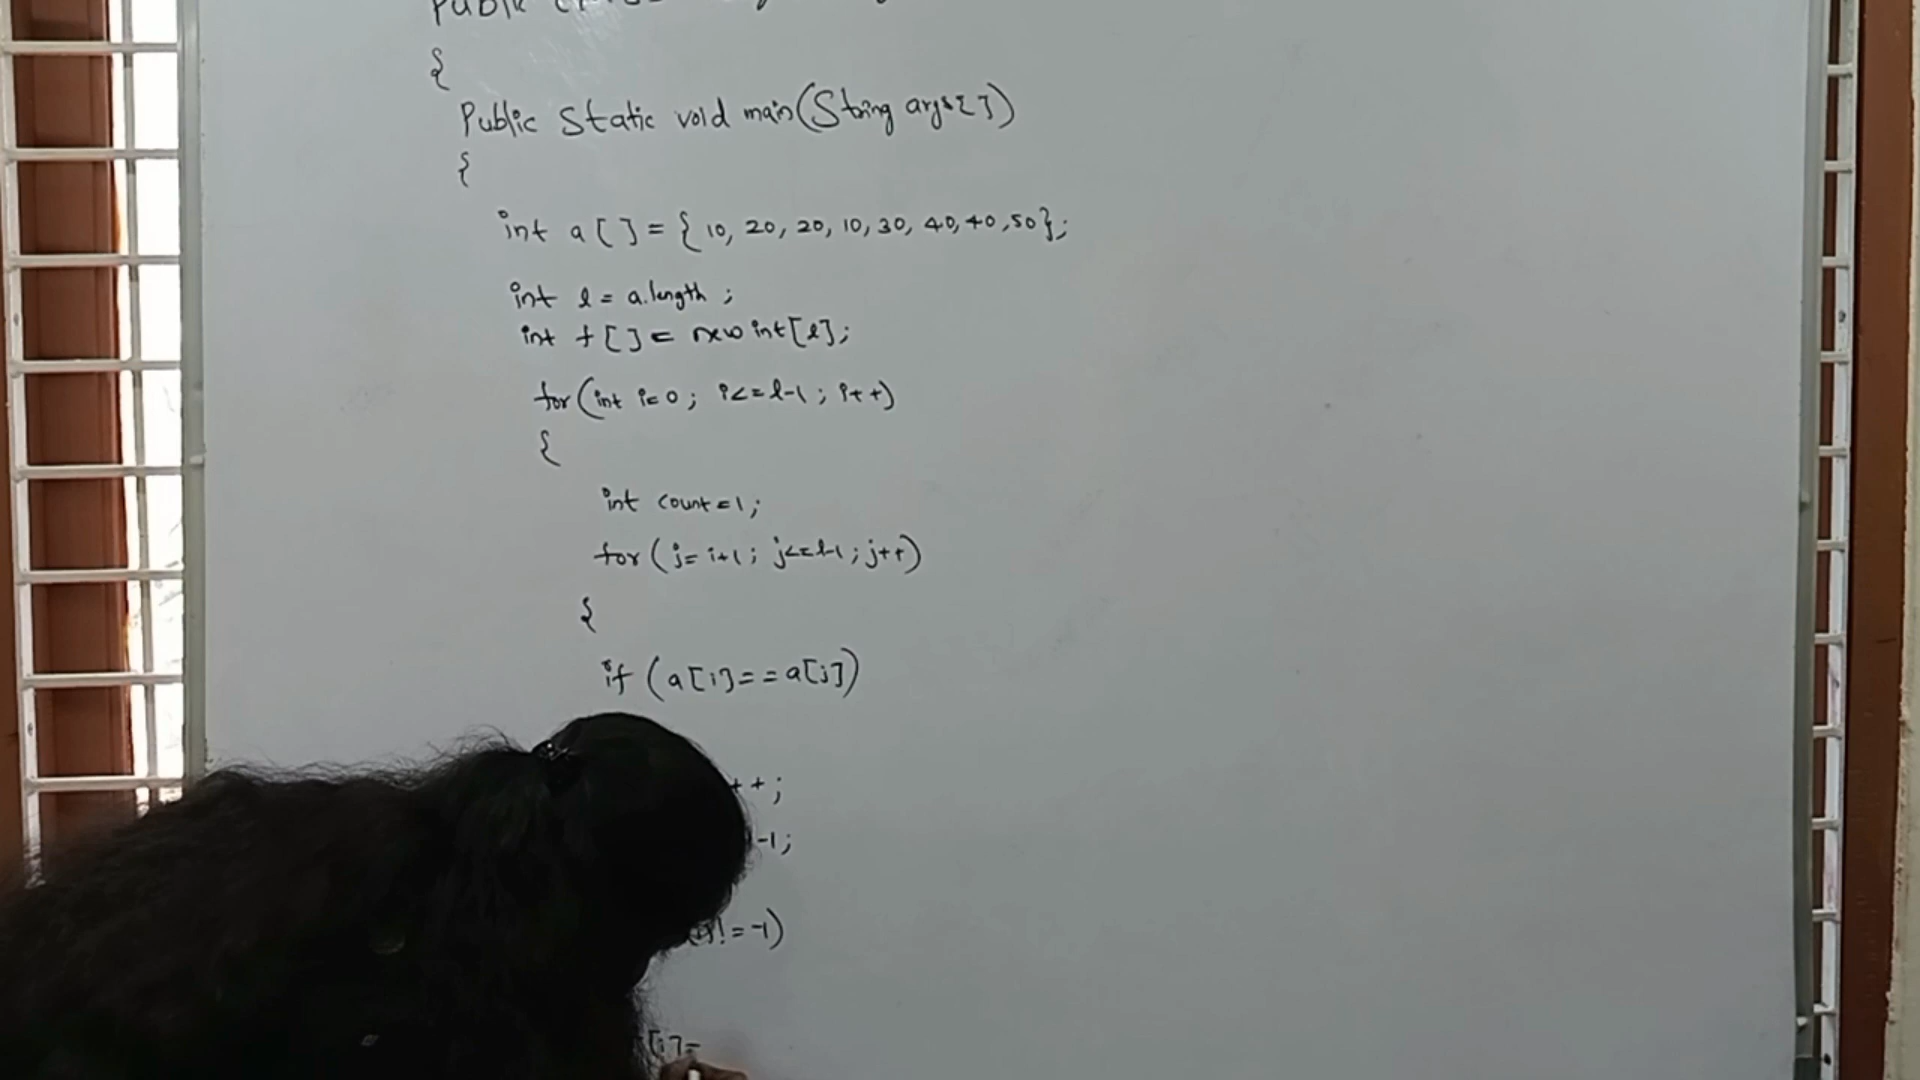 Public
{
Public Static void main(String args[])
{
int a[] = {10, 20, 20, 10, 30, 40, 40, 50};
int l = a.length ;
int f[] = new int[l];
for(int i=0; i<=l-1; i++)
{
int count=1;
for(j=i+1; j<=l-1; j++)
{
if (a[i]==a[j])
++;
-1;
!=-1)
[i]=